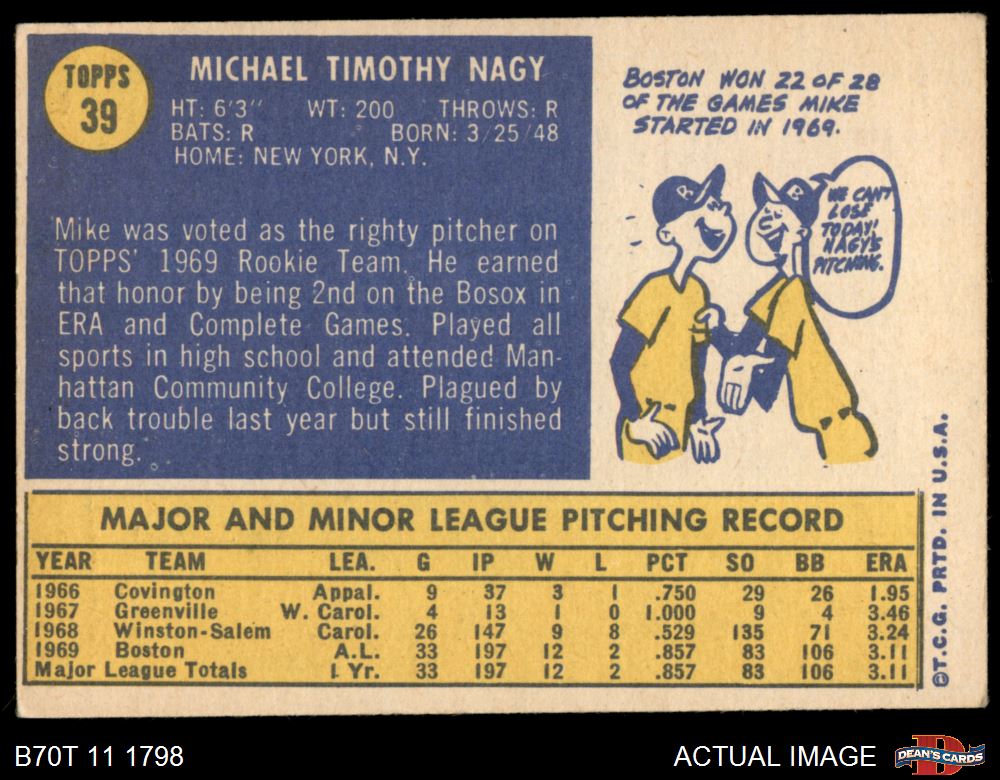 TOPPS
39
MICHAEL TIMOTHY NAGY
HT: 6'3" WT: 200 THROWS: R
BATS: R BORN: 3/25/48
HOME: NEW YORK, N.Y.
Mike was voted as the righty pitcher on
TOPPS' 1969 Rookie Team. He earned
that honor by being 2nd on the Bosox in
ERA and Complete Games. Played all
sports in high school and attended Man-
hattan Community College. Plagued by
back trouble last year but still finished
strong.
BOSTON WON 22 OF 28
OF THE GAMES MIKE
STARTED IN 1969.
B
B
WE CAN'T
LOSE
TODAY!
NAGY'S
PITCHING.
MAJOR AND MINOR LEAGUE PITCHING RECORD
YEAR TEAM LEA. G IP W L PCT SO BB ERA
1966 Covington Appal. 9 37 3 1 .750 29 26 1.95
1967 Greenville W. Carol. 4 13 1 0 1.000 9 4 3.46
1968 Winston-Salem Carol. 26 147 9 8 .529 135 71 3.24
1969 Boston A.L. 33 197 12 2 .857 83 106 3.11
Major League Totals 1 Yr. 33 197 12 2 .857 83 106 3.11
©T.C.G. PRTD. IN U.S.A.
B70T 11 1798
ACTUAL IMAGE
D
DEAN'S CARDS